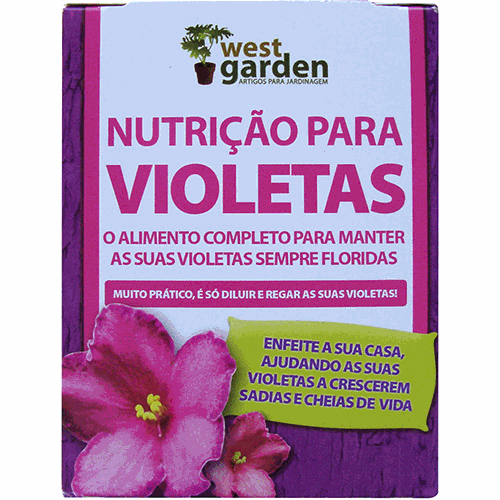 west
garden
ARTIGOS PARA JARDINAGEM
NUTRIÇÃO PARA
VIOLETAS
O ALIMENTO COMPLETO PARA MANTER
AS SUAS VIOLETAS SEMPRE FLORIDAS
MUITO PRÁTICO, É SÓ DILUIR E REGAR AS SUAS VIOLETAS!
ENFEITE A SUA CASA,
AJUDANDO AS SUAS
VIOLETAS A CRESCEREM
SADIAS E CHEIAS DE VIDA